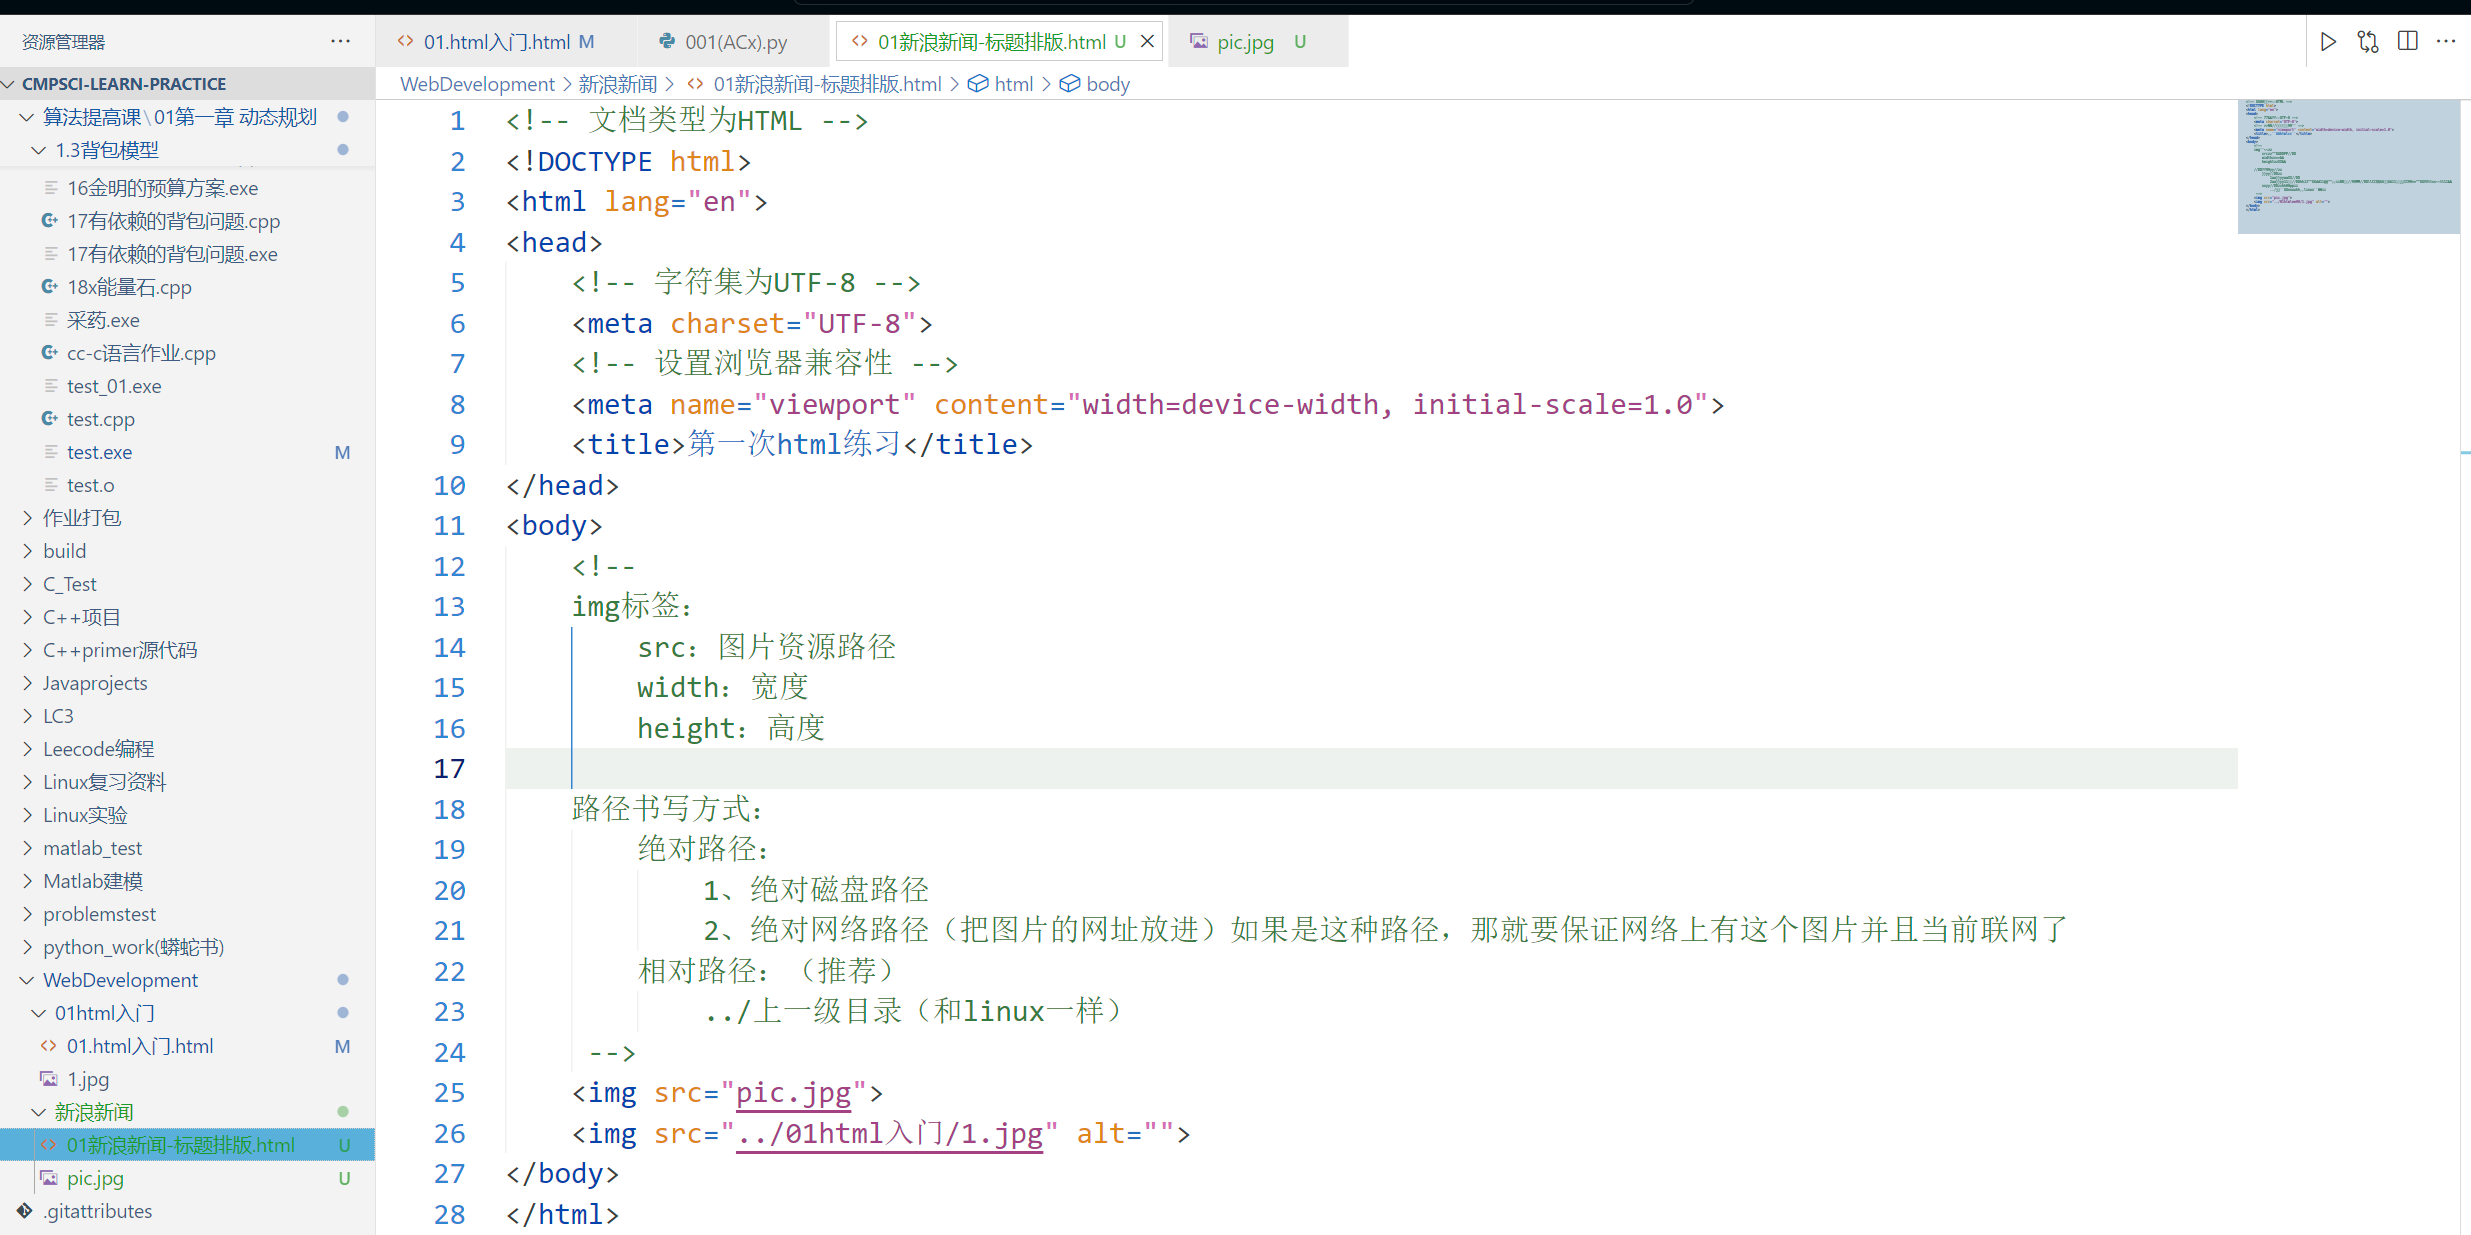 资源管理器
CMPSCI-LEARN-PRACTICE
算法提高课\01第一章 动态规划
1.3背包模型
16金明的预算方案.exe
17有依赖的背包问题.cpp
17有依赖的背包问题.exe
18x能量石.cpp
采药.exe
cc-c语言作业.cpp
test_01.exe
test.cpp
test.exe M
test.o
作业打包
build
C_Test
C++项目
C++primer源代码
Javaprojects
LC3
Leecode编程
Linux复习资料
Linux实验
matlab_test
Matlab建模
problemstest
python_work(蟒蛇书)
WebDevelopment
01html入门
01.html入门.html M
1.jpg
新浪新闻
01新浪新闻-标题排版.html U
pic.jpg U
.gitattributes
01.html入门.html M 001(ACx).py 01新浪新闻-标题排版.html U pic.jpg U
WebDevelopment > 新浪新闻 > 01新浪新闻-标题排版.html > html > body
1 <!-- 文档类型为HTML -->
2 <!DOCTYPE html>
3 <html lang="en">
4 <head>
5 <!-- 字符集为UTF-8 -->
6 <meta charset="UTF-8">
7 <!-- 设置浏览器兼容性 -->
8 <meta name="viewport" content="width=device-width, initial-scale=1.0">
9 <title>第一次html练习</title>
10 </head>
11 <body>
12 <!--
13 img标签：
14 src：图片资源路径
15 width：宽度
16 height：高度
17
18 路径书写方式：
19 绝对路径：
20 1、绝对磁盘路径
21 2、绝对网络路径（把图片的网址放进）如果是这种路径，那就要保证网络上有这个图片并且当前联网了
22 相对路径：（推荐）
23 ../上一级目录（和linux一样）
24 -->
25 <img src="pic.jpg">
26 <img src="../01html入门/1.jpg" alt="">
27 </body>
28 </html>